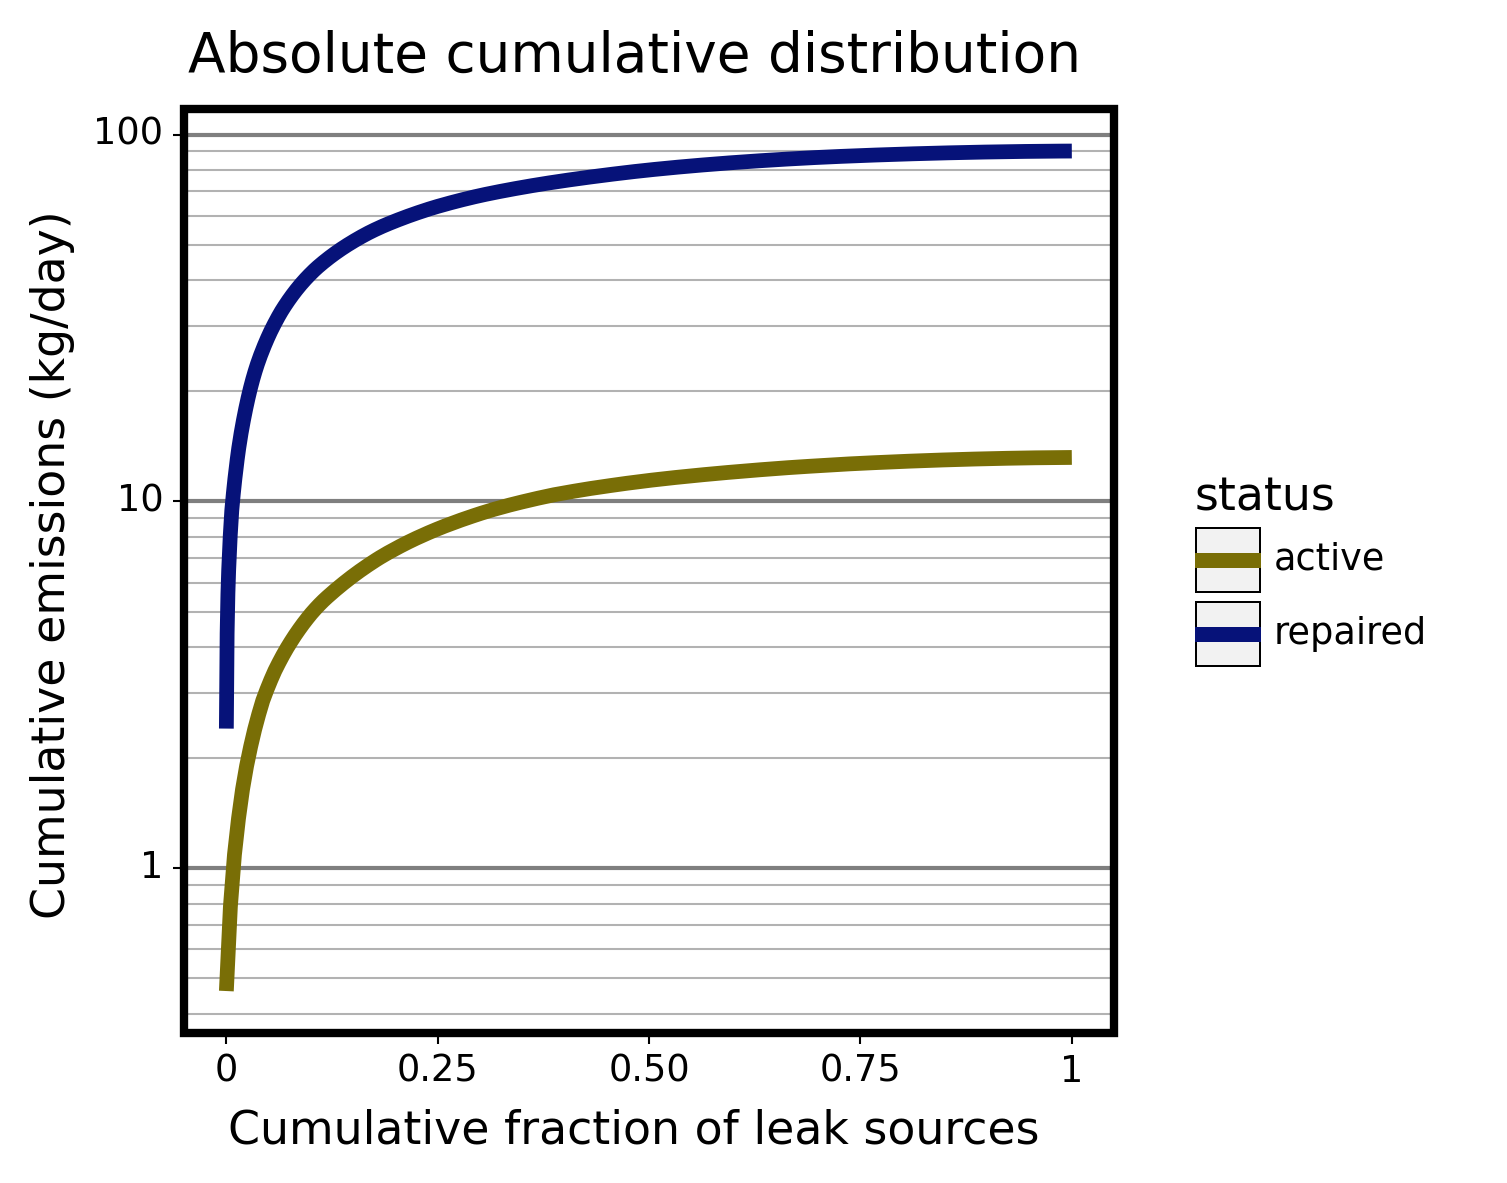 Absolute cumulative distribution
Cumulative emissions (kg/day)
100
10
1
0 0.25 0.50 0.75 1
Cumulative fraction of leak sources
status
active
repaired